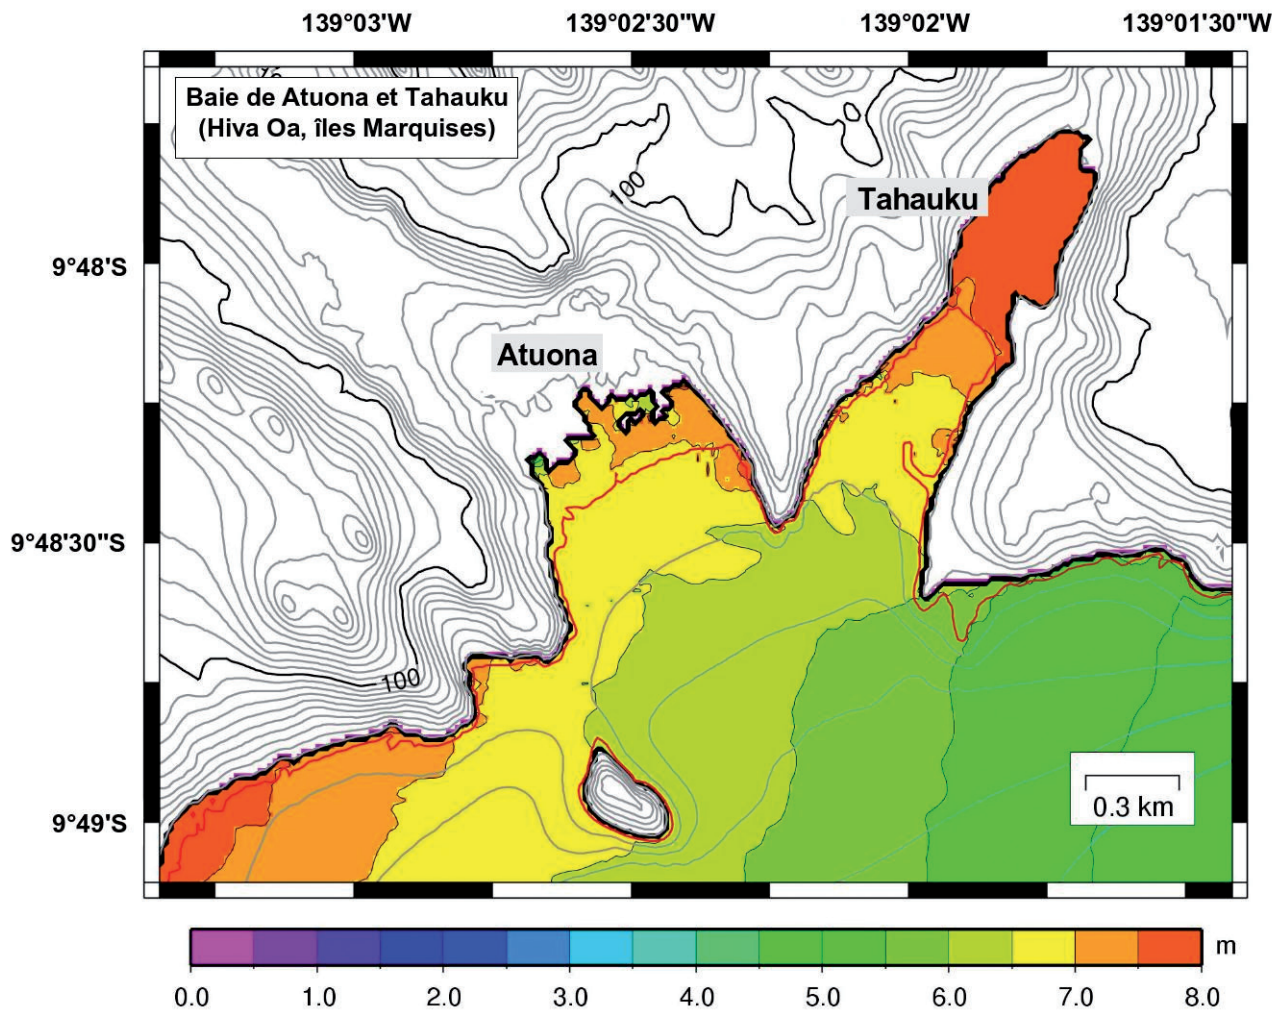 139°03'W 139°02'30"W 139°02'W 139°01'30"W
Baie de Atuona et Tahauku
(Hiva Oa, îles Marquises)
100
Tahauku
9°48'S
Atuona
9°48'30"S
100
0.3 km
9°49'S
m
0.0 1.0 2.0 3.0 4.0 5.0 6.0 7.0 8.0